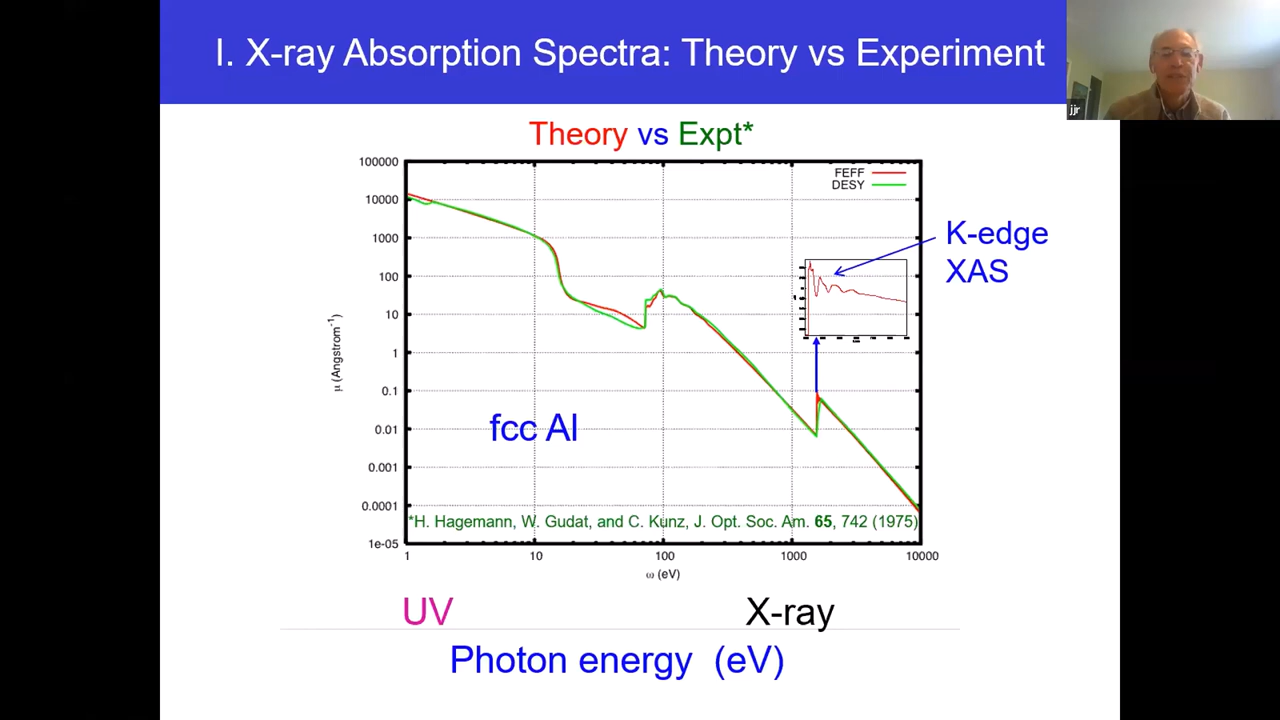 I. X-ray Absorption Spectra: Theory vs Experiment
jjr
Theory vs Expt*
100000
10000
1000
100
10
1
0.1
0.01
0.001
0.0001
1e-05
μ (Angstrom⁻¹)
FEFF
DESY
K-edge
XAS
fcc Al
*H. Hagemann, W. Gudat, and C. Kunz, J. Opt. Soc. Am. 65, 742 (1975)
1 10 100 1000 10000
ω (eV)
UV X-ray
Photon energy (eV)